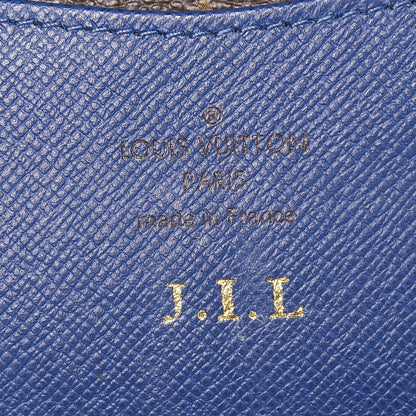 ®
LOUIS VUITTON
PARIS
made in France
J.I.L